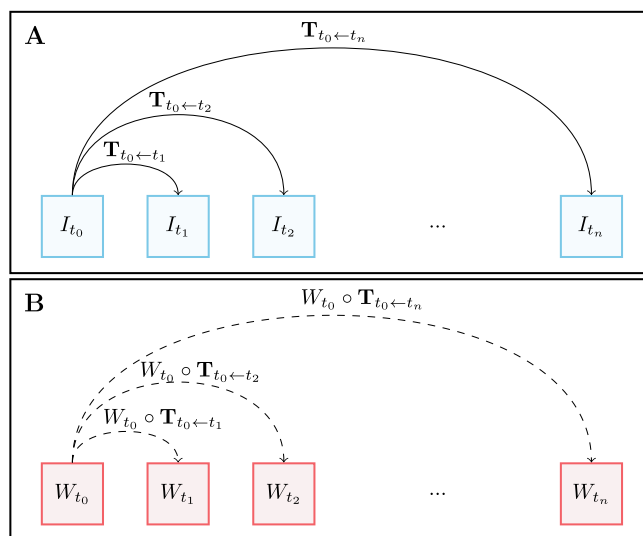 A
𝐓_{t_0←t_n}
𝐓_{t_0←t_2}
𝐓_{t_0←t_1}
I_{t_0} I_{t_1} I_{t_2} ... I_{t_n}
B
W_{t_0} ∘ 𝐓_{t_0←t_n}
W_{t_0} ∘ 𝐓_{t_0←t_2}
W_{t_0} ∘ 𝐓_{t_0←t_1}
W_{t_0} W_{t_1} W_{t_2} ... W_{t_n}